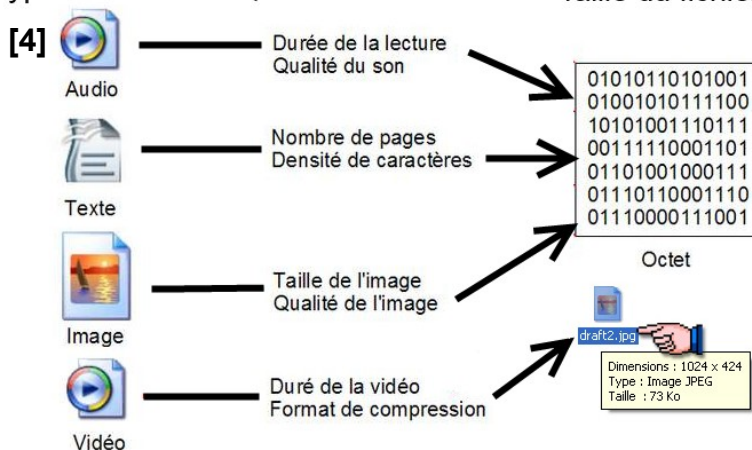 [4]
Audio
Durée de la lecture
Qualité du son
Texte
Nombre de pages
Densité de caractères
Image
Taille de l'image
Qualité de l'image
Vidéo
Duré de la vidéo
Format de compression
01010110101001
01001010111100
10101001110111
00111110001101
01101001000111
01110110001110
01110000111001
Octet
draft2.jpg
Dimensions : 1024 x 424
Type : Image JPEG
Taille : 73 Ko